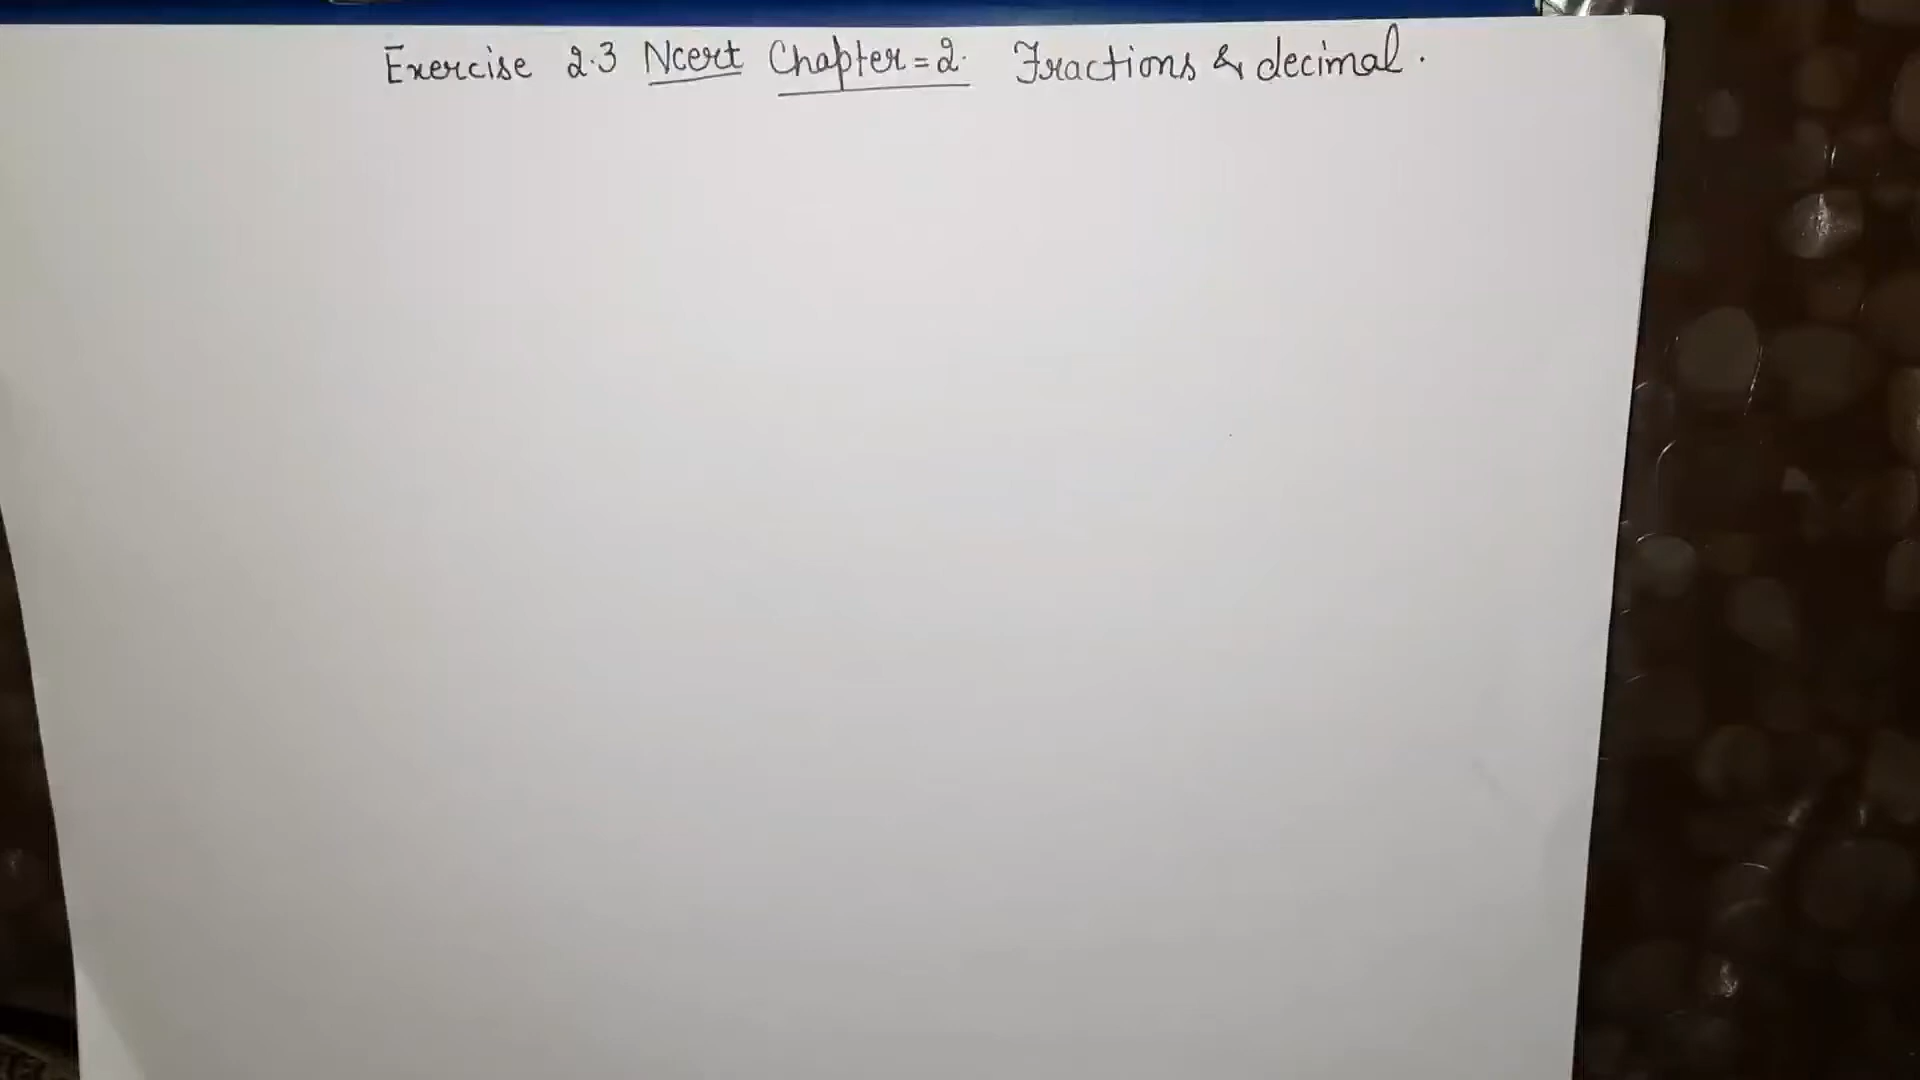 Exercise 2.3 Ncert Chapter = 2. Fractions & decimal.